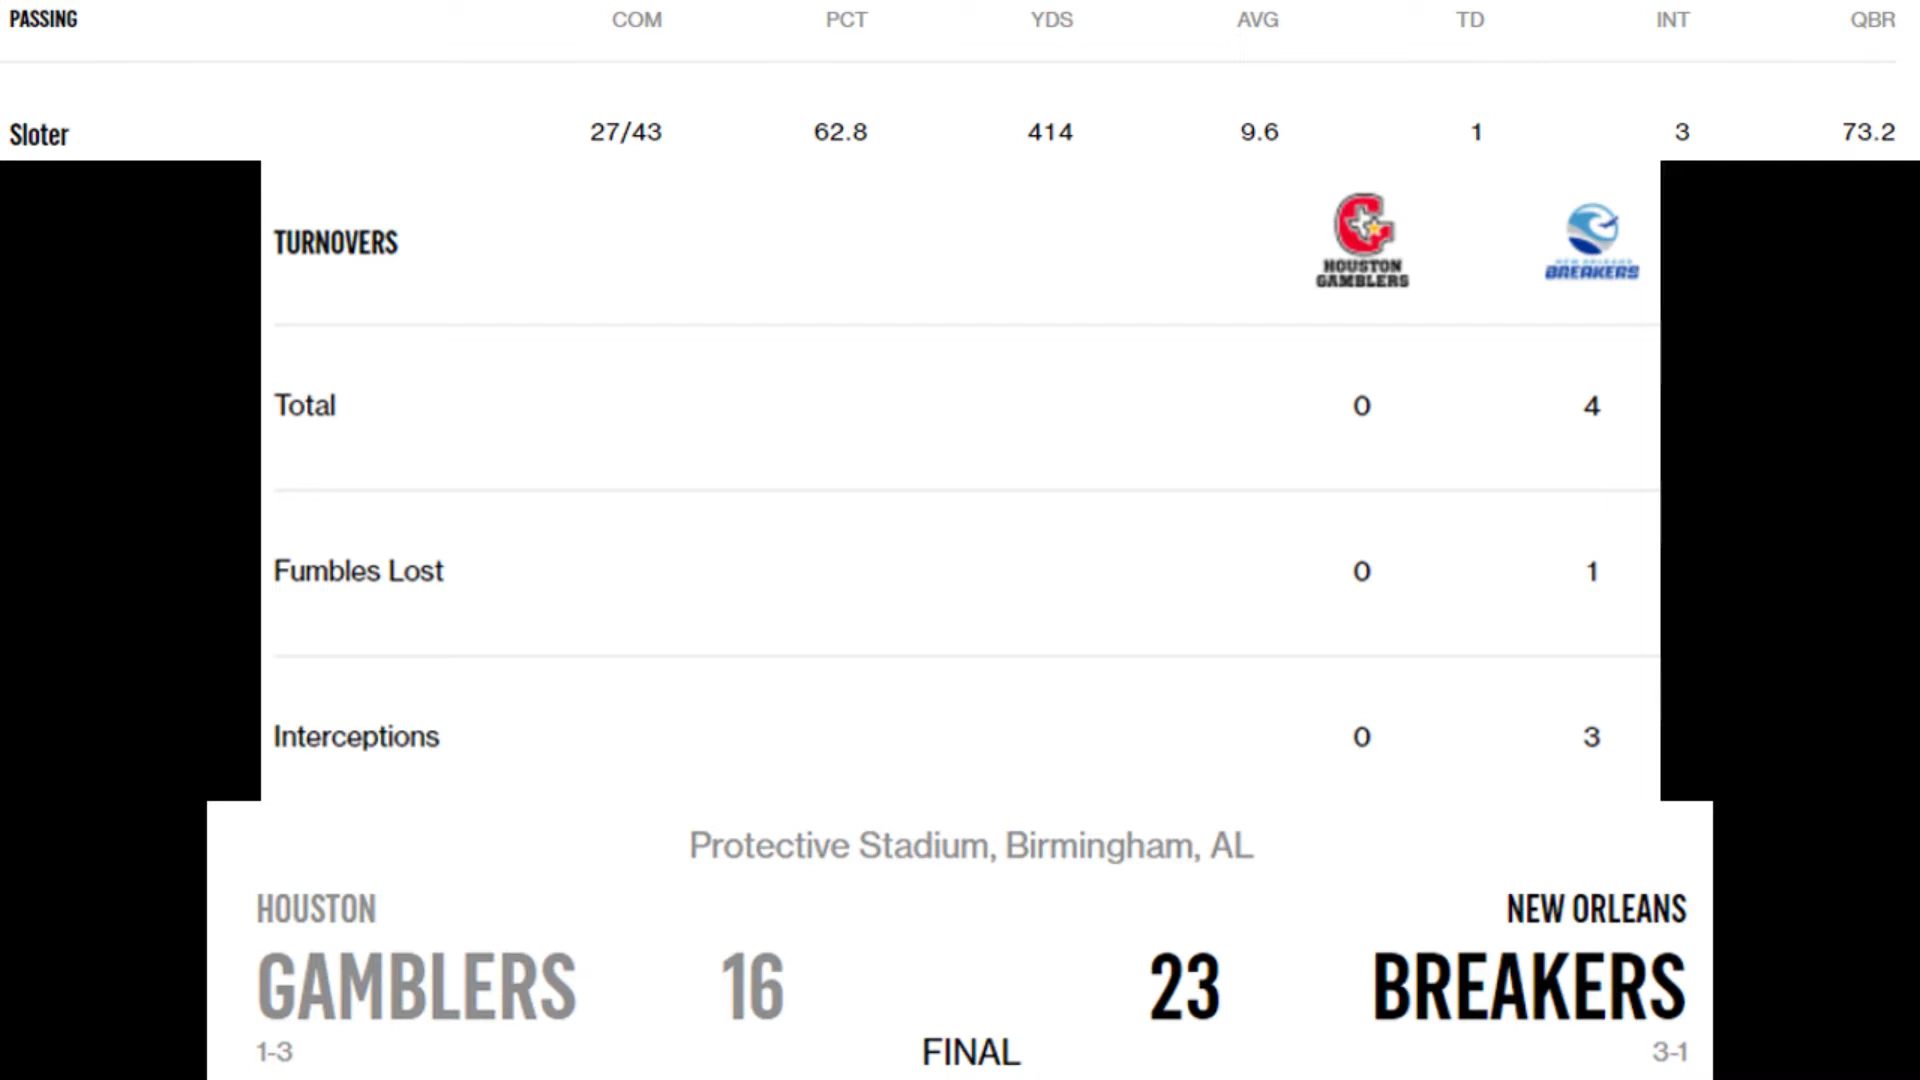 PASSING COM PCT YDS AVG TD INT QBR
Sloter 27/43 62.8 414 9.6 1 3 73.2
TURNOVERS HOUSTON GAMBLERS NEW ORLEANS BREAKERS
Total 0 4
Fumbles Lost 0 1
Interceptions 0 3
Protective Stadium, Birmingham, AL
HOUSTON NEW ORLEANS
GAMBLERS 16 23 BREAKERS
1-3 FINAL 3-1